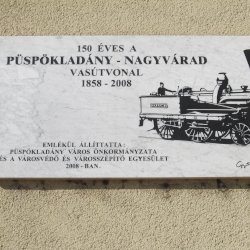 150 ÉVES A
PÜSPÖKLADÁNY - NAGYVÁRAD
VASÚTVONAL
1858 - 2008
EMLÉKÜL ÁLLÍTTATTA:
PÜSPÖKLADÁNY VÁROS ÖNKORMÁNYZATA
ÉS A VÁROSVÉDŐ ÉS VÁROSSZÉPÍTŐ EGYESÜLET
2008-BAN.